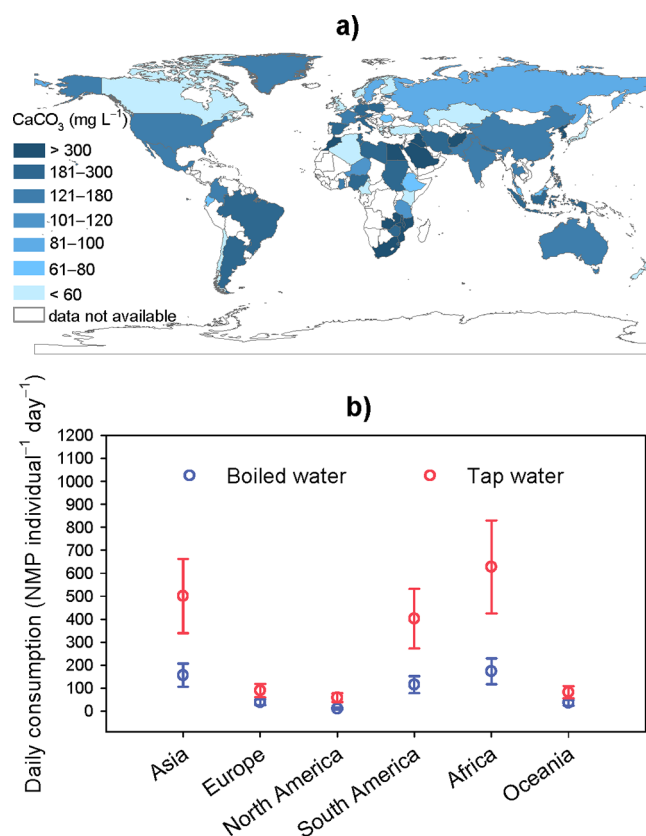 a)
CaCO₃ (mg L⁻¹)
> 300
181–300
121–180
101–120
81–100
61–80
< 60
data not available
b)
Daily consumption (NMP individual⁻¹ day⁻¹)
1200
1100
1000
900
800
700
600
500
400
300
200
100
0
Boiled water
Tap water
Asia
Europe
North America
South America
Africa
Oceania